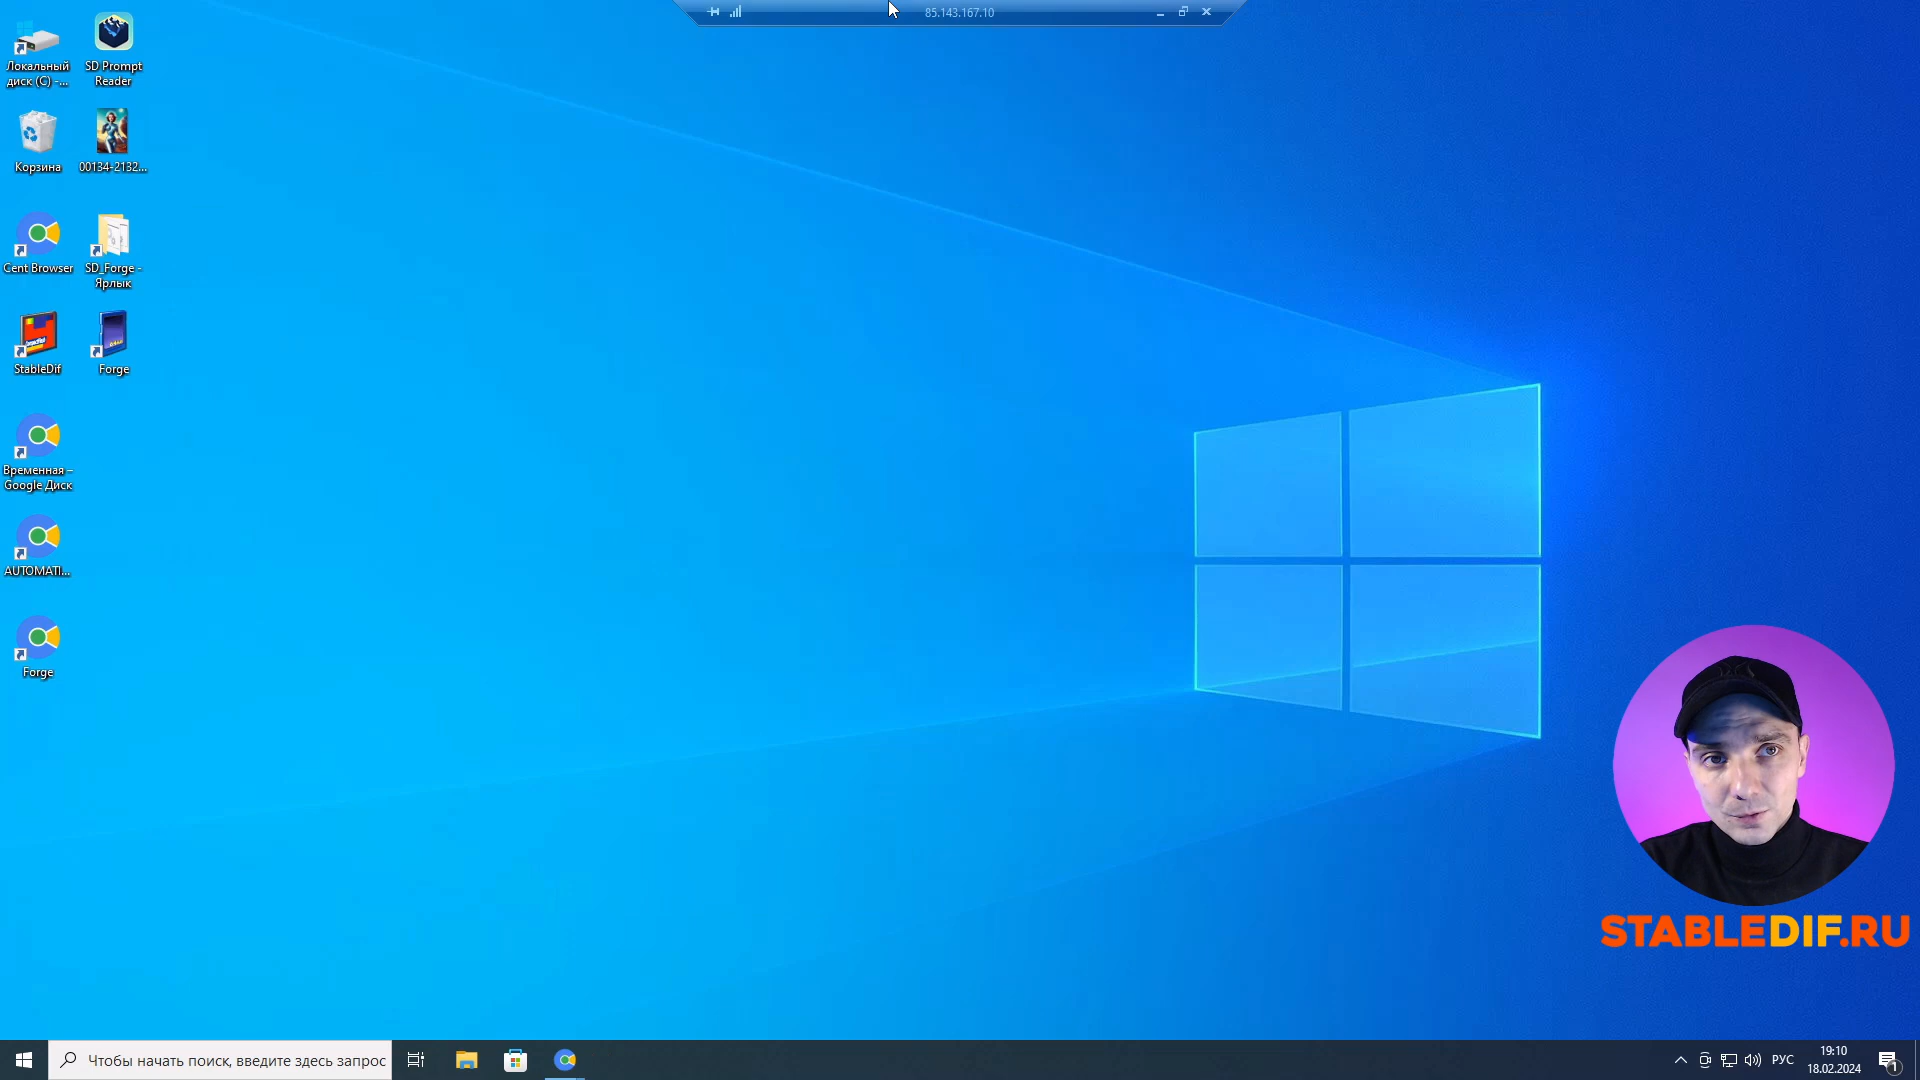 85.143.167.10
Локальный
диск (C) -...
SD Prompt
Reader
Корзина
00134-2132...
Cent Browser
SD_Forge -
Ярлык
StableDif
Forge
Временная –
Google Диск
AUTOMATI...
Forge
STABLEDIF.RU
Чтобы начать поиск, введите здесь запрос
РУС
19:10
18.02.2024
1